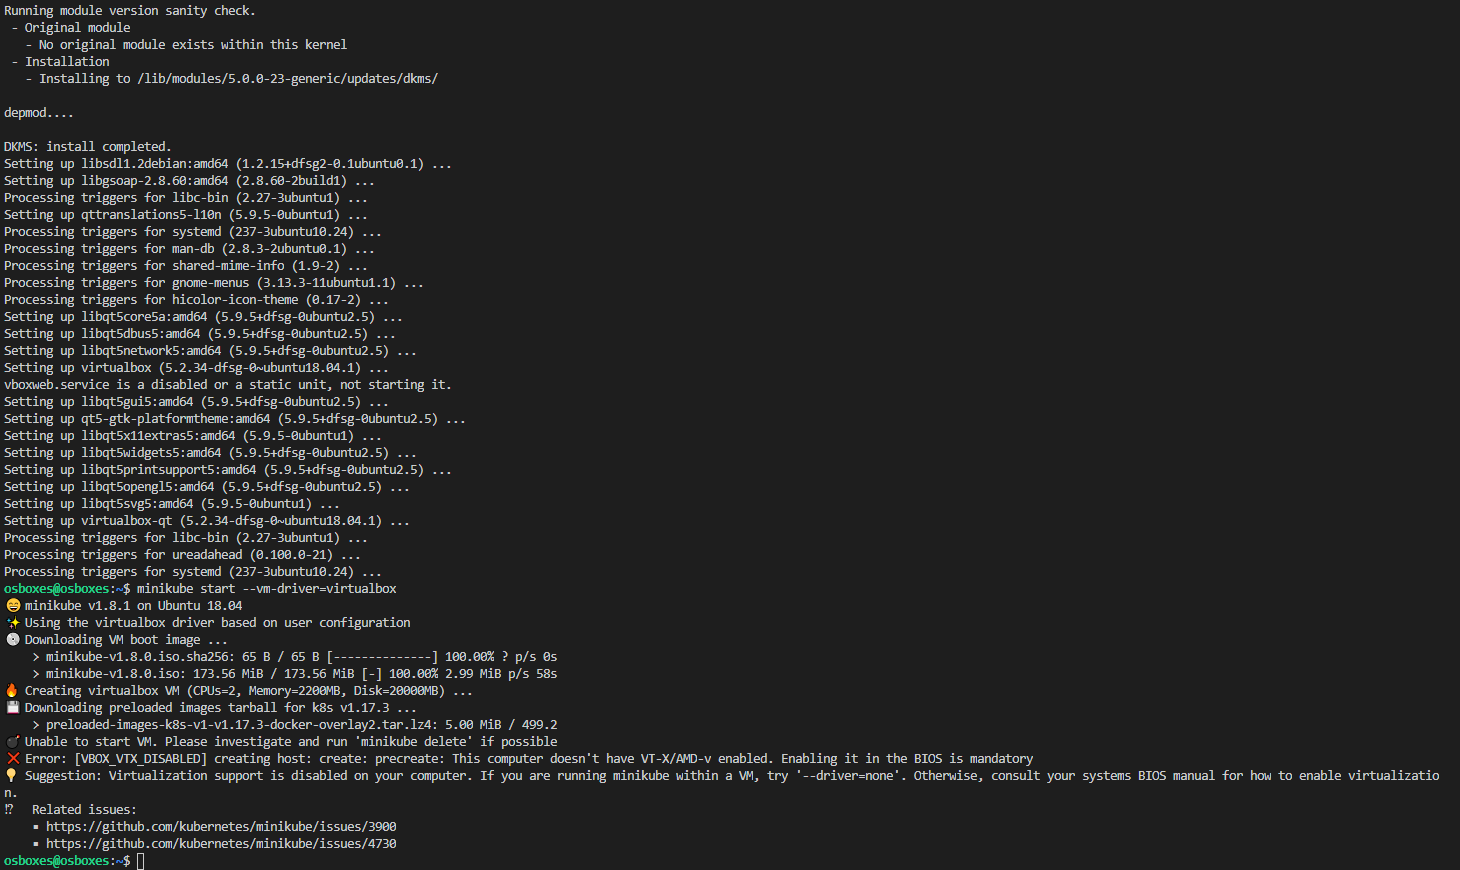 Running module version sanity check.
 - Original module
   - No original module exists within this kernel
 - Installation
   - Installing to /lib/modules/5.0.0-23-generic/updates/dkms/

depmod....

DKMS: install completed.
Setting up libsdl1.2debian:amd64 (1.2.15+dfsg2-0.1ubuntu0.1) ...
Setting up libgsoap-2.8.60:amd64 (2.8.60-2build1) ...
Processing triggers for libc-bin (2.27-3ubuntu1) ...
Setting up qttranslations5-l10n (5.9.5-0ubuntu1) ...
Processing triggers for systemd (237-3ubuntu10.24) ...
Processing triggers for man-db (2.8.3-2ubuntu0.1) ...
Processing triggers for shared-mime-info (1.9-2) ...
Processing triggers for gnome-menus (3.13.3-11ubuntu1.1) ...
Processing triggers for hicolor-icon-theme (0.17-2) ...
Setting up libqt5core5a:amd64 (5.9.5+dfsg-0ubuntu2.5) ...
Setting up libqt5dbus5:amd64 (5.9.5+dfsg-0ubuntu2.5) ...
Setting up libqt5network5:amd64 (5.9.5+dfsg-0ubuntu2.5) ...
Setting up virtualbox (5.2.34-dfsg-0~ubuntu18.04.1) ...
vboxweb.service is a disabled or a static unit, not starting it.
Setting up libqt5gui5:amd64 (5.9.5+dfsg-0ubuntu2.5) ...
Setting up qt5-gtk-platformtheme:amd64 (5.9.5+dfsg-0ubuntu2.5) ...
Setting up libqt5x11extras5:amd64 (5.9.5-0ubuntu1) ...
Setting up libqt5widgets5:amd64 (5.9.5+dfsg-0ubuntu2.5) ...
Setting up libqt5printsupport5:amd64 (5.9.5+dfsg-0ubuntu2.5) ...
Setting up libqt5opengl5:amd64 (5.9.5+dfsg-0ubuntu2.5) ...
Setting up libqt5svg5:amd64 (5.9.5-0ubuntu1) ...
Setting up virtualbox-qt (5.2.34-dfsg-0~ubuntu18.04.1) ...
Processing triggers for libc-bin (2.27-3ubuntu1) ...
Processing triggers for ureadahead (0.100.0-21) ...
Processing triggers for systemd (237-3ubuntu10.24) ...
osboxes@osboxes:~$ minikube start --vm-driver=virtualbox
😄 minikube v1.8.1 on Ubuntu 18.04
✨ Using the virtualbox driver based on user configuration
💿 Downloading VM boot image ...
    > minikube-v1.8.0.iso.sha256: 65 B / 65 B [--------------] 100.00% ? p/s 0s
    > minikube-v1.8.0.iso: 173.56 MiB / 173.56 MiB [-] 100.00% 2.99 MiB p/s 58s
🔥 Creating virtualbox VM (CPUs=2, Memory=2200MB, Disk=20000MB) ...
💾 Downloading preloaded images tarball for k8s v1.17.3 ...
    > preloaded-images-k8s-v1-v1.17.3-docker-overlay2.tar.lz4: 5.00 MiB / 499.2
💣 Unable to start VM. Please investigate and run 'minikube delete' if possible
❌ Error: [VBOX_VTX_DISABLED] creating host: create: precreate: This computer doesn't have VT-X/AMD-v enabled. Enabling it in the BIOS is mandatory
💡 Suggestion: Virtualization support is disabled on your computer. If you are running minikube within a VM, try '--driver=none'. Otherwise, consult your systems BIOS manual for how to enable virtualizatio
n.
⁉ Related issues:
    ▪ https://github.com/kubernetes/minikube/issues/3900
    ▪ https://github.com/kubernetes/minikube/issues/4730
osboxes@osboxes:~$